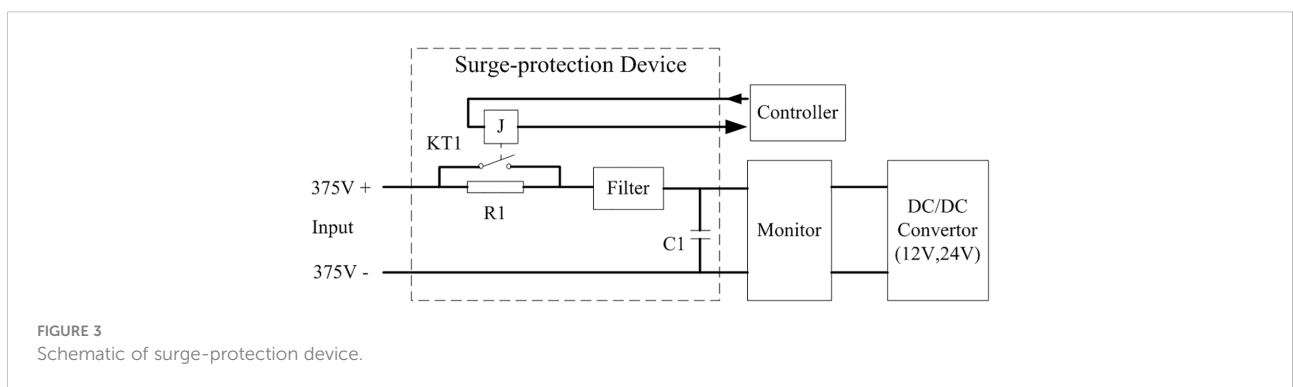 Surge-protection Device
Controller
J
KT1
375V +
Filter
R1
Input
C1
Monitor
DC/DC
Convertor
(12V,24V)
375V -
FIGURE 3
Schematic of surge-protection device.